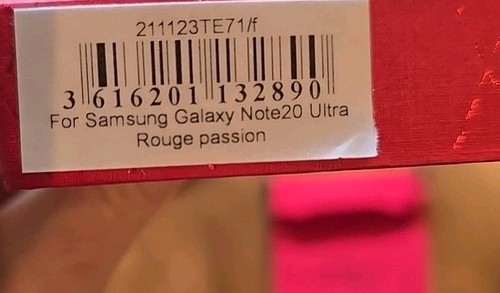 211123TE71/f
3 616201 132890
For Samsung Galaxy Note20 Ultra
Rouge passion